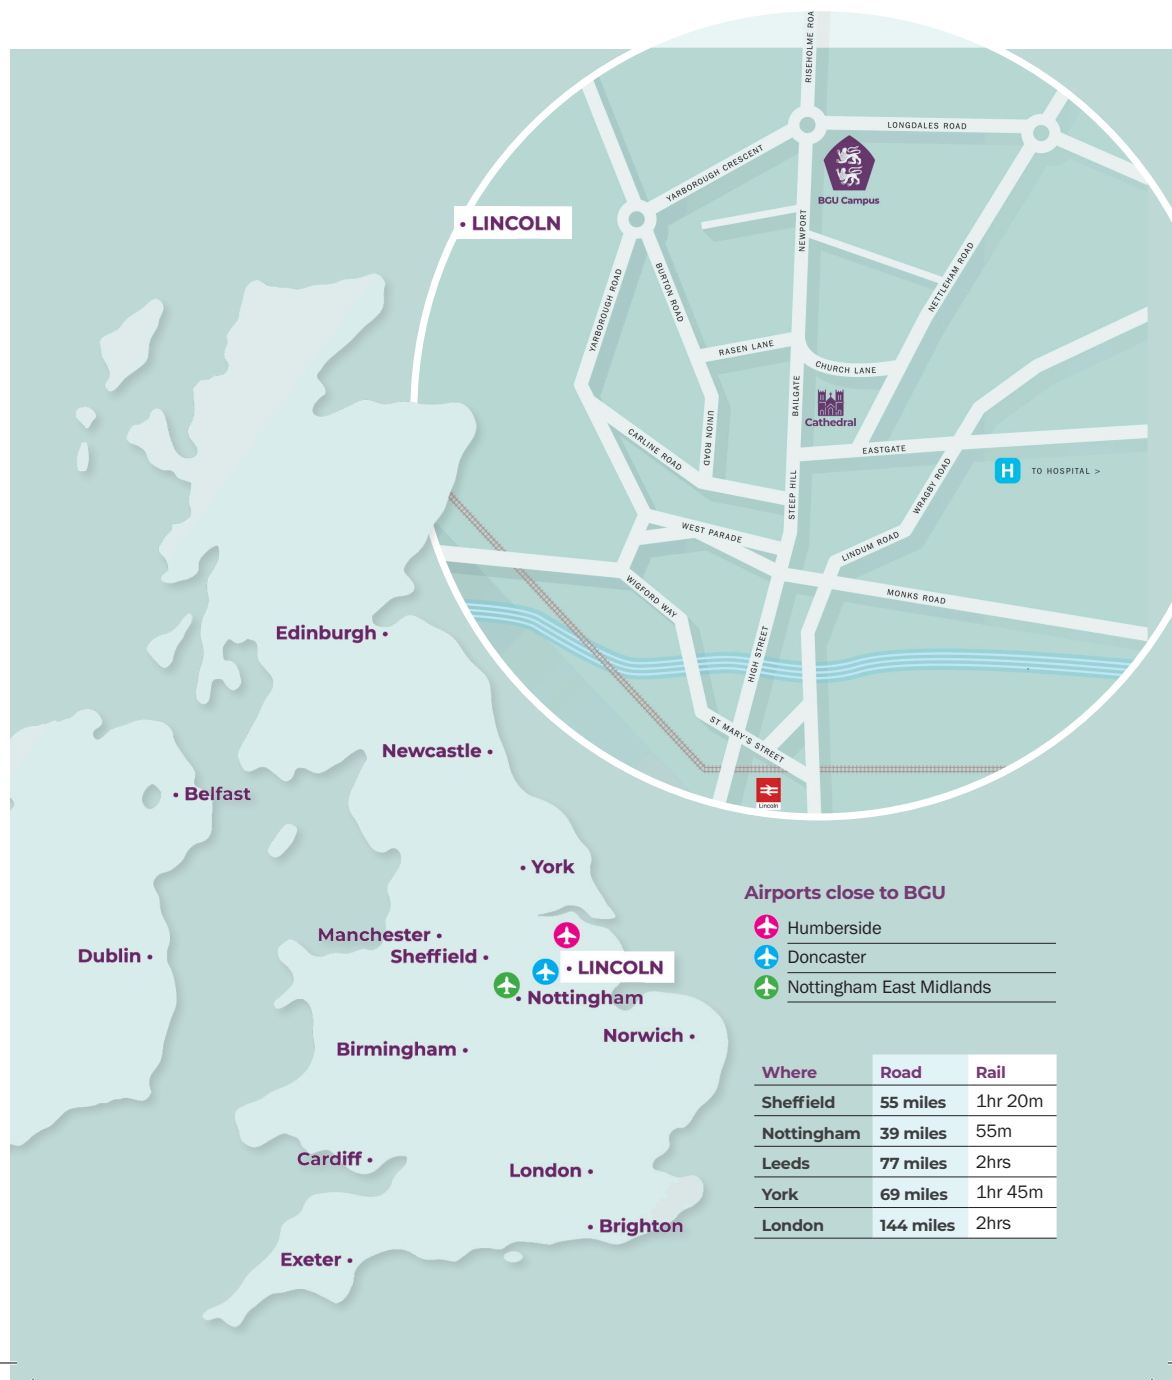 RISEHOLME ROA
LONGDALES ROAD
YARBOROUGH CRESCENT
BGU Campus
• LINCOLN
NEWPORT
NETTLEHAM ROAD
BURTON ROAD
YARBOROUGH ROAD
RASEN LANE
CHURCH LANE
BAILGATE
Cathedral
UNION ROAD
CARLINE ROAD
EASTGATE
H TO HOSPITAL >
WRAGBY ROAD
STEEP HILL
WEST PARADE
LINDUM ROAD
WIGFORD WAY
MONKS ROAD
HIGH STREET
ST MARY'S STREET
Lincoln
Edinburgh •
Newcastle •
• Belfast
• York
Manchester •
Dublin •
Sheffield •
• LINCOLN
• Nottingham
Norwich •
Birmingham •
Cardiff •
London •
• Brighton
Exeter •
Airports close to BGU
Humberside
Doncaster
Nottingham East Midlands
Where Road Rail
Sheffield 55 miles 1hr 20m
Nottingham 39 miles 55m
Leeds 77 miles 2hrs
York 69 miles 1hr 45m
London 144 miles 2hrs